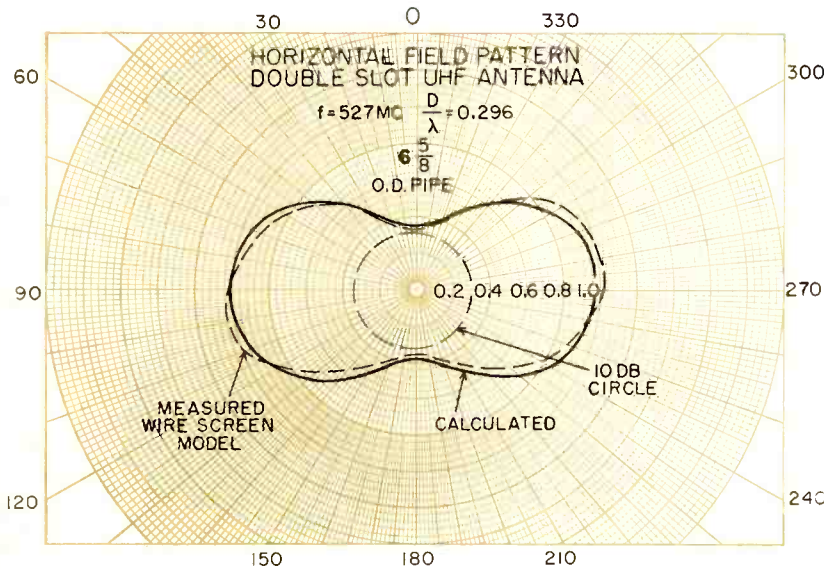 30 0 330
HORIZONTAL FIELD PATTERN
DOUBLE SLOT UHF ANTENNA
60 300
f=527MC D/λ=0.296
6 5/8
O.D. PIPE
90 0.2 0.4 0.6 0.8 1.0 270
10 DB
CIRCLE
MEASURED
WIRE SCREEN
MODEL
CALCULATED
120 240
150 180 210